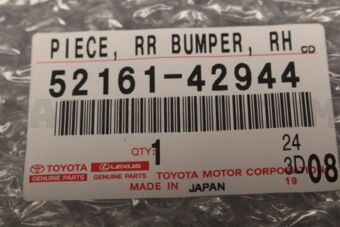 PIECE, RR BUMPER, RH CD
52161-42944
QTY: 1 24
TOYOTA LEXUS TOYOTA MOTOR CORPORATION 3D 08
GENUINE PARTS GENUINE PARTS 19
MADE IN JAPAN